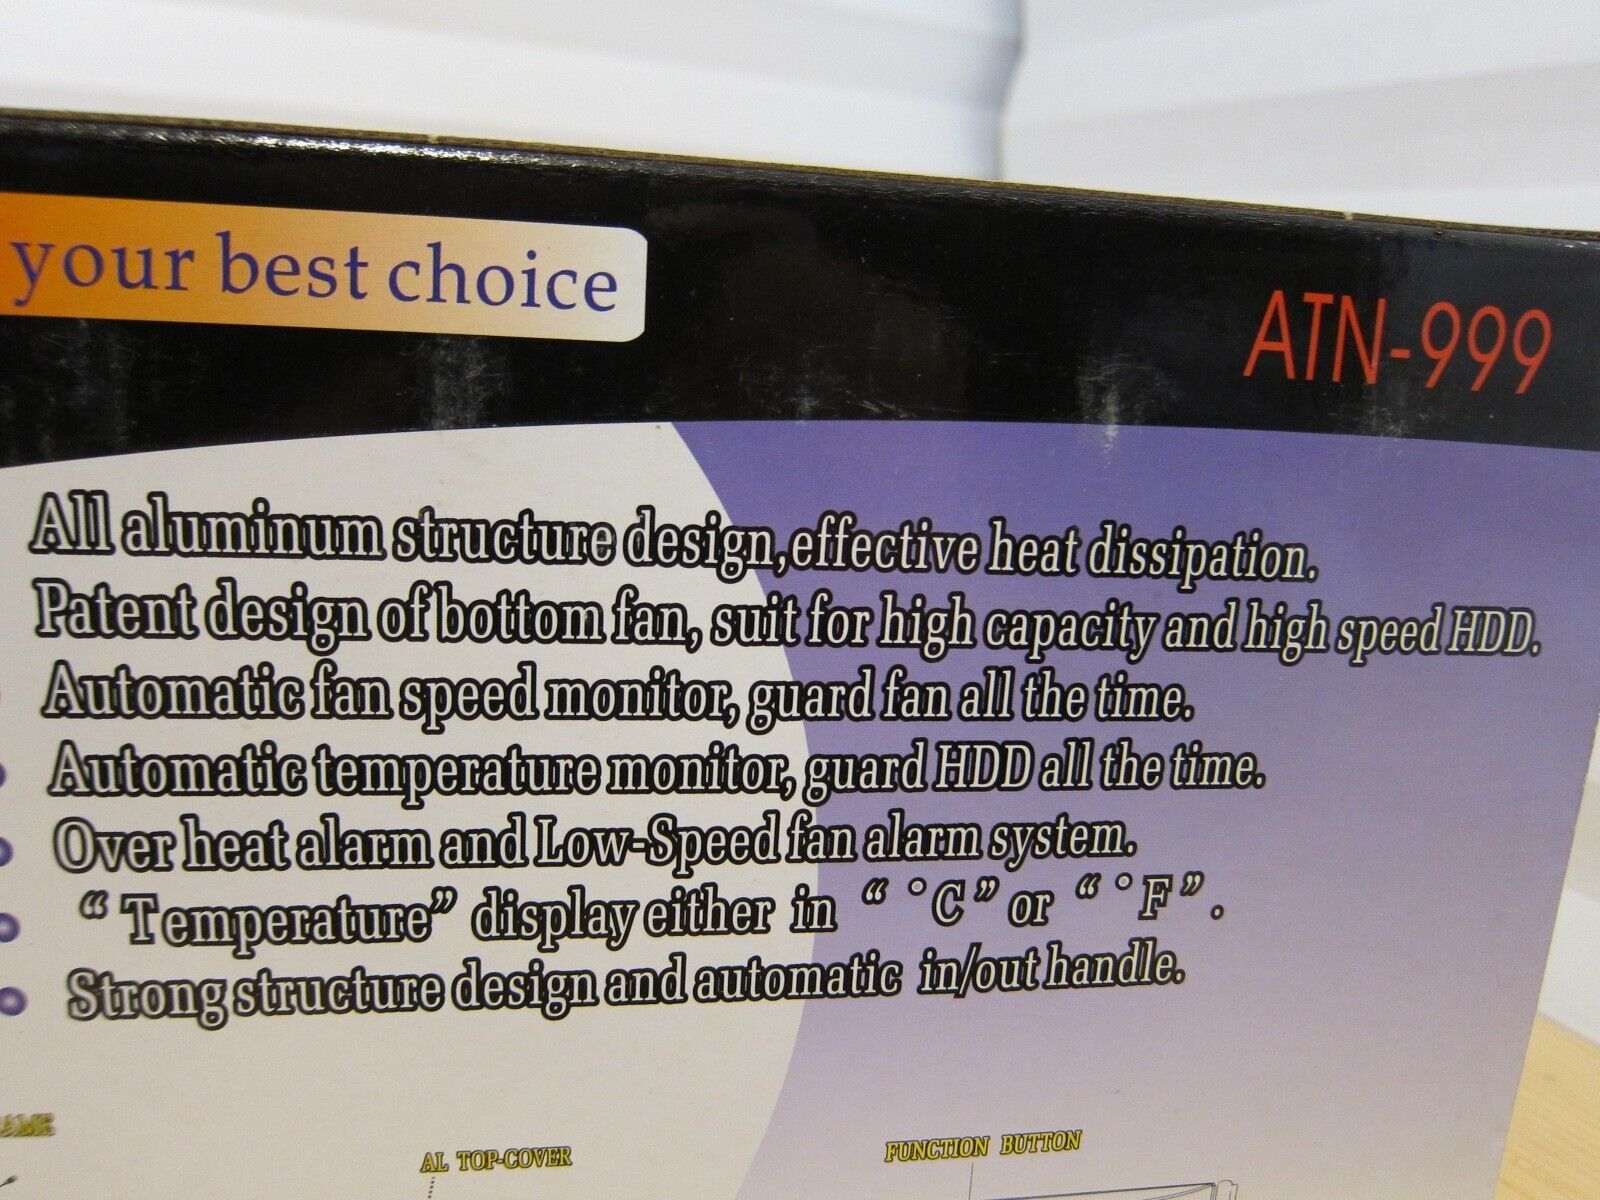 your best choice
ATN-999
All aluminum structure design,effective heat dissipation.
Patent design of bottom fan, suit for high capacity and high speed HDD.
Automatic fan speed monitor, guard fan all the time.
Automatic temperature monitor, guard HDD all the time.
Over heat alarm and Low-Speed fan alarm system.
“ Temperature” display either in “ °C ” or “ °F ” .
Strong structure design and automatic in/out handle.
AL TOP-COVER
FUNCTION BUTTON